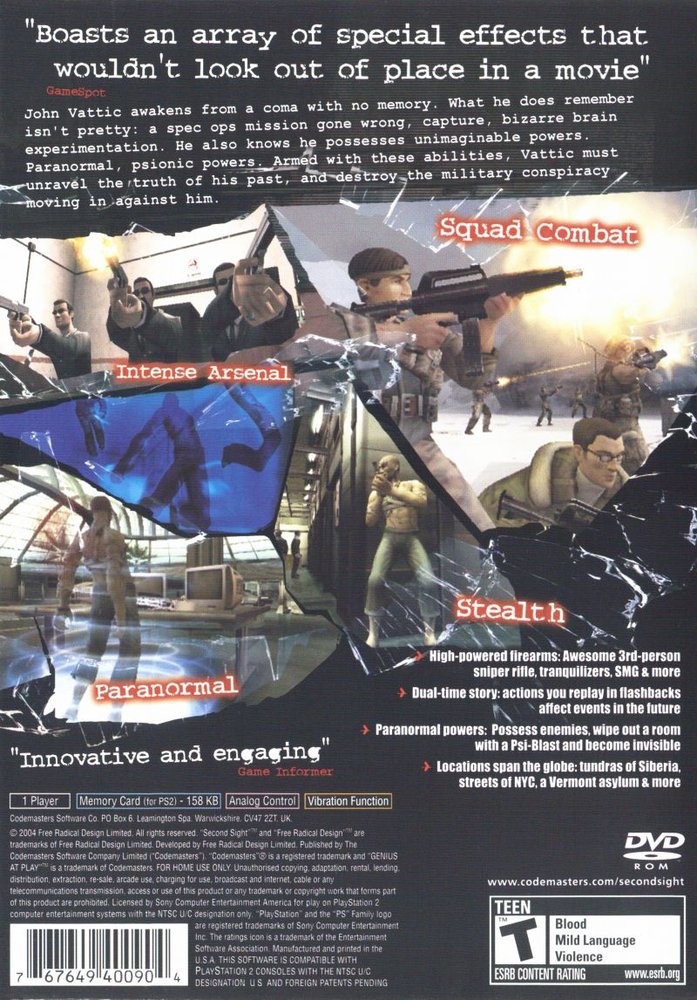 "Boasts an array of special effects that
wouldn't look out of place in a movie"
GameSpot
John Vattic awakens from a coma with no memory. What he does remember
isn't pretty: a spec ops mission gone wrong, capture, bizarre brain
experimentation. He also knows he possesses unimaginable powers.
Paranormal, psionic powers. Armed with these abilities, Vattic must
unravel the truth of his past, and destroy the military conspiracy
moving in against him.
Squad Combat
Intense Arsenal
Stealth
Paranormal
High-powered firearms: Awesome 3rd-person
sniper rifle, tranquilizers, SMG & more
Dual-time story: actions you replay in flashbacks
affect events in the future
Paranormal powers: Possess enemies, wipe out a room
with a Psi-Blast and become invisible
Locations span the globe: tundras of Siberia,
streets of NYC, a Vermont asylum & more
"Innovative and engaging"
Game Informer
1 Player
Memory Card (for PS2) - 158 KB
Analog Control
Vibration Function
Codemasters Software Co. PO Box 6. Leamington Spa. Warwickshire. CV47 2ZT. UK.
© 2004 Free Radical Design Limited. All rights reserved. "Second Sight"™ and "Free Radical Design"™ are
trademarks of Free Radical Design Limited. Developed by Free Radical Design Limited. Published by The
Codemasters Software Company Limited ("Codemasters"). "Codemasters"® is a registered trademark and "GENIUS
AT PLAY"™ is a trademark of Codemasters. FOR HOME USE ONLY. Unauthorised copying, adaptation, rental, lending,
distribution, extraction, re-sale, arcade use, charging for use, broadcast and internet, cable or any
telecommunications transmission, access or use of this product or any trademark or copyright work that forms part
of this product are prohibited. Licensed by Sony Computer Entertainment America for play on PlayStation 2
computer entertainment systems with the NTSC U/C designation only. "PlayStation" and the "PS" Family logo
are registered trademarks of Sony Computer Entertainment
Inc. The ratings icon is a trademark of the Entertainment
Software Association. Manufactured and printed in the
U.S.A. THIS SOFTWARE IS COMPATIBLE WITH
PLAYSTATION 2 CONSOLES WITH THE NTSC U/C
DESIGNATION. U.S. AND FOREIGN PATENTS PENDING
7 67649 40090 4
DVD
ROM
www.codemasters.com/secondsight
TEEN
T
Blood
Mild Language
Violence
ESRB CONTENT RATING www.esrb.org